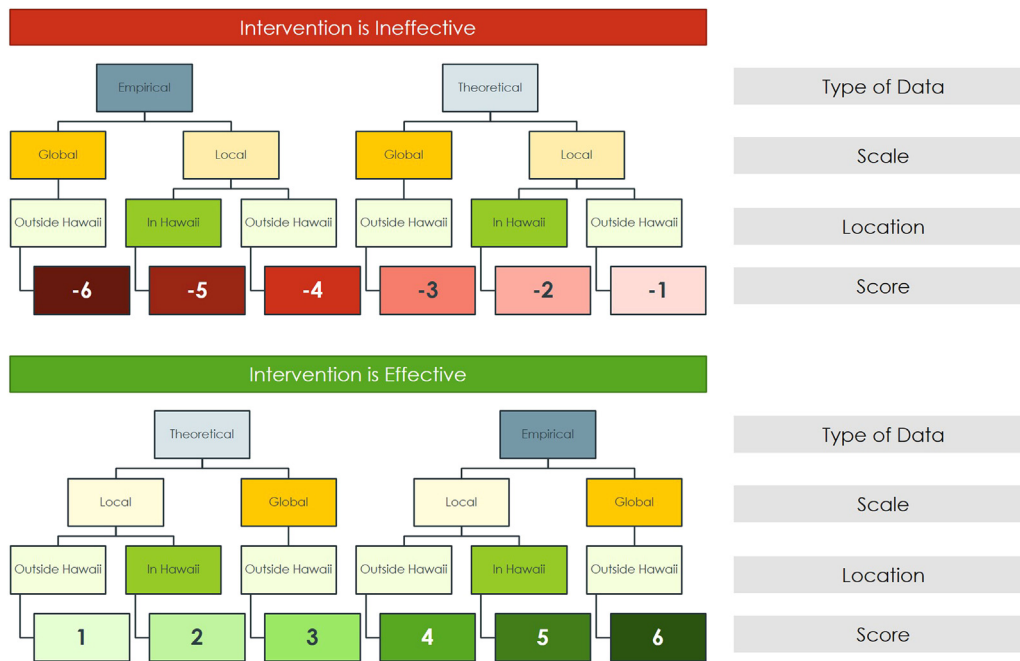 Intervention is Ineffective
Empirical Theoretical Type of Data
Global Local Global Local Scale
Outside Hawaii In Hawaii Outside Hawaii Outside Hawaii In Hawaii Outside Hawaii Location
-6 -5 -4 -3 -2 -1 Score
Intervention is Effective
Theoretical Empirical Type of Data
Local Global Local Global Scale
Outside Hawaii In Hawaii Outside Hawaii Outside Hawaii In Hawaii Outside Hawaii Location
1 2 3 4 5 6 Score